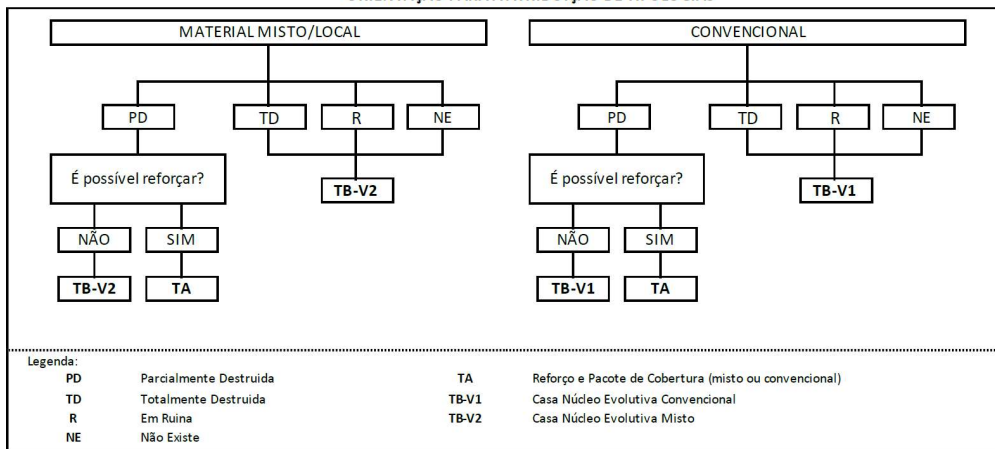 MATERIAL MISTO/LOCAL
CONVENCIONAL
PD TD R NE
PD TD R NE
É possível reforçar?
TB-V2
É possível reforçar?
TB-V1
NÃO SIM
NÃO SIM
TB-V2 TA
TB-V1 TA
Legenda:
PD Parcialmente Destruida TA Reforço e Pacote de Cobertura (misto ou convencional)
TD Totalmente Destruida TB-V1 Casa Núcleo Evolutiva Convencional
R Em Ruina TB-V2 Casa Núcleo Evolutiva Misto
NE Não Existe